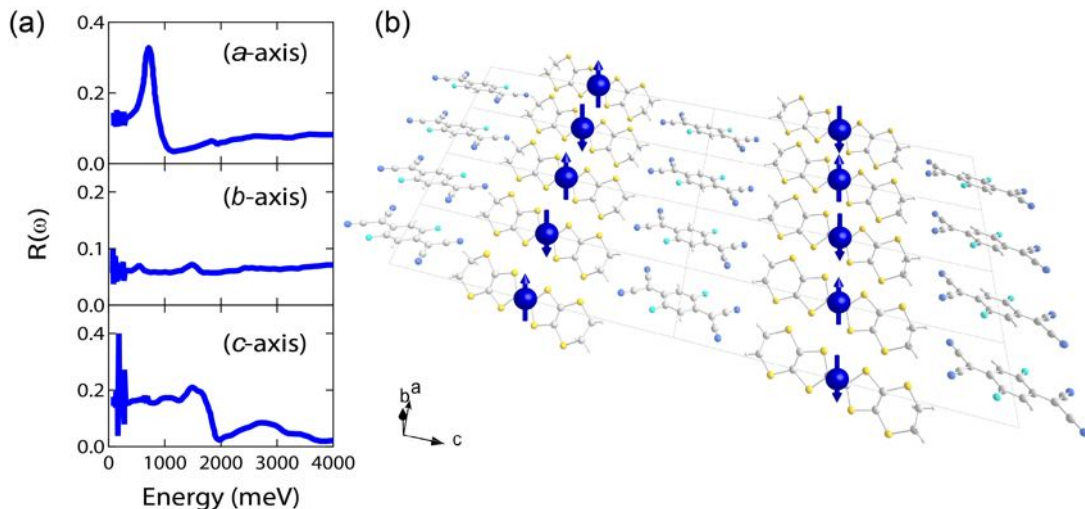 (a)
(b)
0.4
(a-axis)
0.2
0.0
0.2
(b-axis)
0.1
0.0
0.4
(c-axis)
0.2
0.0
R(ω)
0 1000 2000 3000 4000
Energy (meV)
b a
c